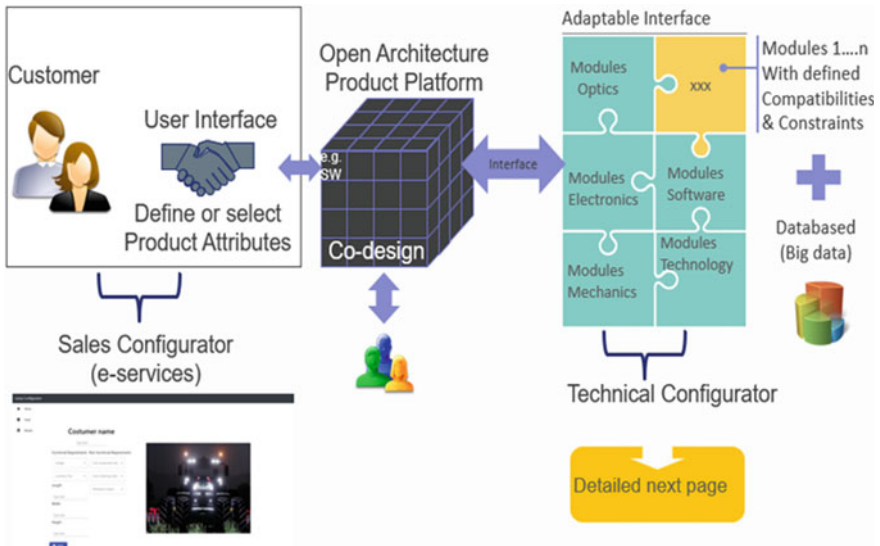 Customer
User Interface
Define or select
Product Attributes
Sales Configurator
(e-services)
Costumer name
Open Architecture
Product Platform
e.g.
SW
Co-design
Interface
Adaptable Interface
Modules
Optics
xxx
Modules
Electronics
Modules
Software
Modules
Mechanics
Modules
Technology
Modules 1....n
With defined
Compatibilities
& Constraints
Databased
(Big data)
Technical Configurator
Detailed next page